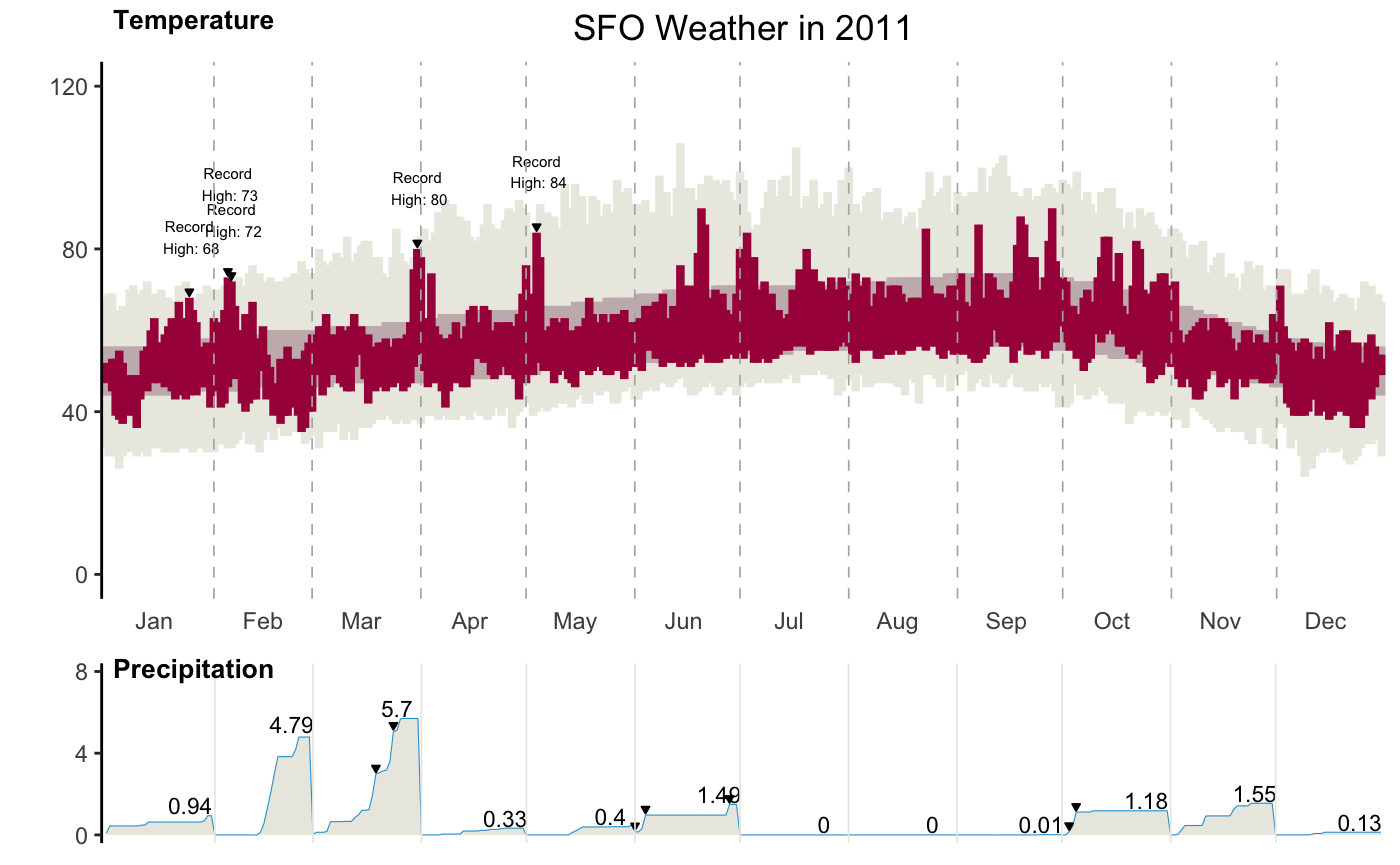 Temperature
SFO Weather in 2011
120
80
40
0
Record
High: 73
Record
High: 72
Record
High: 68
Record
High: 80
Record
High: 84
Jan Feb Mar Apr May Jun Jul Aug Sep Oct Nov Dec
Precipitation
8
4
0
0.94
4.79
5.7
0.33
0.4
1.49
0
0
0.01
1.18
1.55
0.13